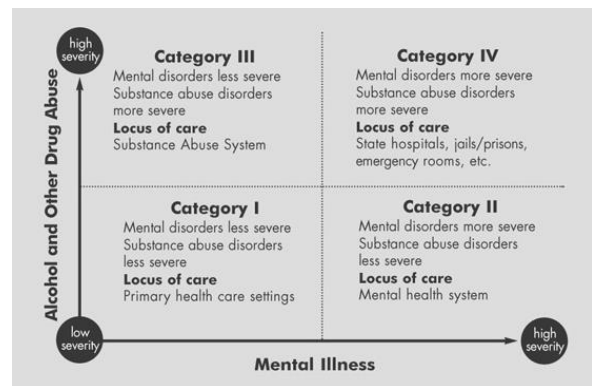 high
severity
Category III
Mental disorders less severe
Substance abuse disorders
more severe
Locus of care
Substance Abuse System
Category IV
Mental disorders more severe
Substance abuse disorders
more severe
Locus of care
State hospitals, jails/prisons,
emergency rooms, etc.
Alcohol and Other Drug Abuse
Category I
Mental disorders less severe
Substance abuse disorders
less severe
Locus of care
Primary health care settings
Category II
Mental disorders more severe
Substance abuse disorders
less severe
Locus of care
Mental health system
low
severity
Mental Illness
high
severity